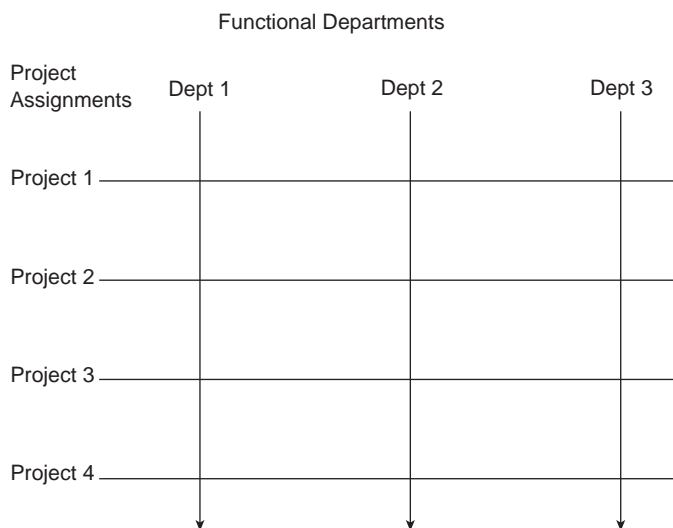 Functional Departments
Project
Assignments
Dept 1
Dept 2
Dept 3
Project 1
Project 2
Project 3
Project 4